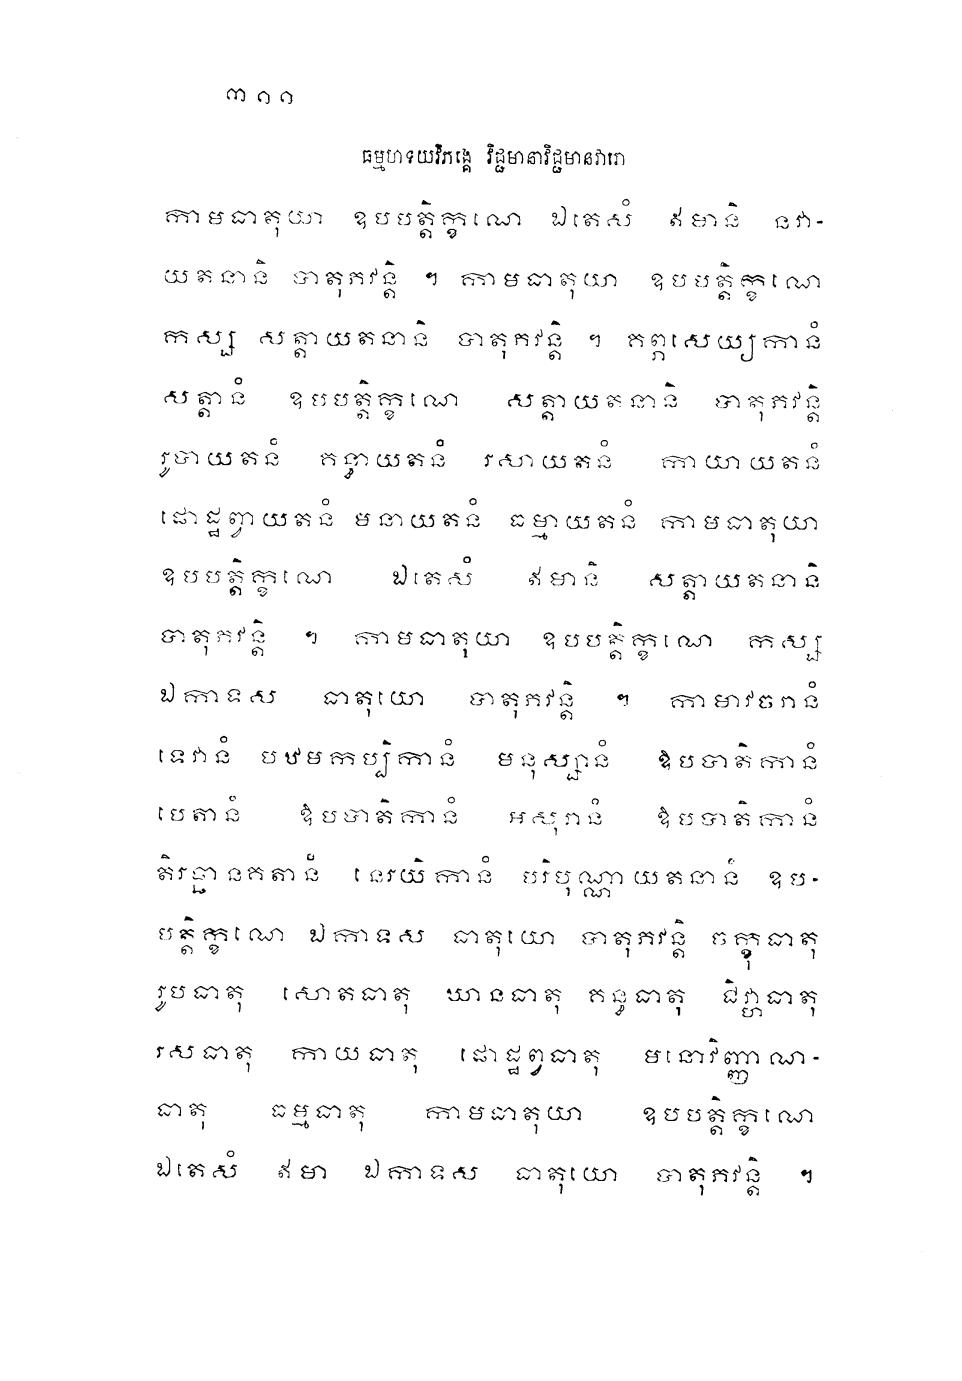 ៣១១
ធម្មហទយវិភង្គេ វិជ្ជមានាវិជ្ជមានវារោ
កាមធាតុយា ឧបបត្តិក្ខណេ ឯតេសំ ឥមានិ នវា-
យតនានិ បាតុភវន្តិ ។ កាមធាតុយា ឧបបត្តិក្ខណេ
កស្ស សត្តាយតនានិ បាតុភវន្តិ ។ គព្ភសេយ្យកានំ
សត្តានំ ឧបបត្តិក្ខណេ សត្តាយតនានិ បាតុភវន្តិ
រូបាយតនំ គន្ធាយតនំ រសាយតនំ កាយាយតនំ
ផោដ្ឋព្វាយតនំ មនាយតនំ ធម្មាយតនំ កាមធាតុយា
ឧបបត្តិក្ខណេ ឯតេសំ ឥមានិ សត្តាយតនានិ
បាតុភវន្តិ ។ កាមធាតុយា ឧបបត្តិក្ខណេ កស្ស
ឯកាទស ធាតុយោ បាតុភវន្តិ ។ កាមាវចរានំ
ទេវានំ បឋមកប្បិកានំ មនុស្សានំ ឱបបាតិកានំ
បេតានំ ឱបបាតិកានំ អសុរានំ ឱបបាតិកានំ
តិរច្ឆានគតានំ នេរយិកានំ បរិបុណ្ណាយតនានំ ឧប-
បត្តិក្ខណេ ឯកាទស ធាតុយោ បាតុភវន្តិ ចក្ខុធាតុ
រូបធាតុ សោតធាតុ ឃានធាតុ គន្ធធាតុ ជិវ្ហាធាតុ
រសធាតុ កាយធាតុ ផោដ្ឋព្វធាតុ មនោវិញ្ញាណ-
ធាតុ ធម្មធាតុ កាមធាតុយា ឧបបត្តិក្ខណេ
ឯតេសំ ឥមា ឯកាទស ធាតុយោ បាតុភវន្តិ ។